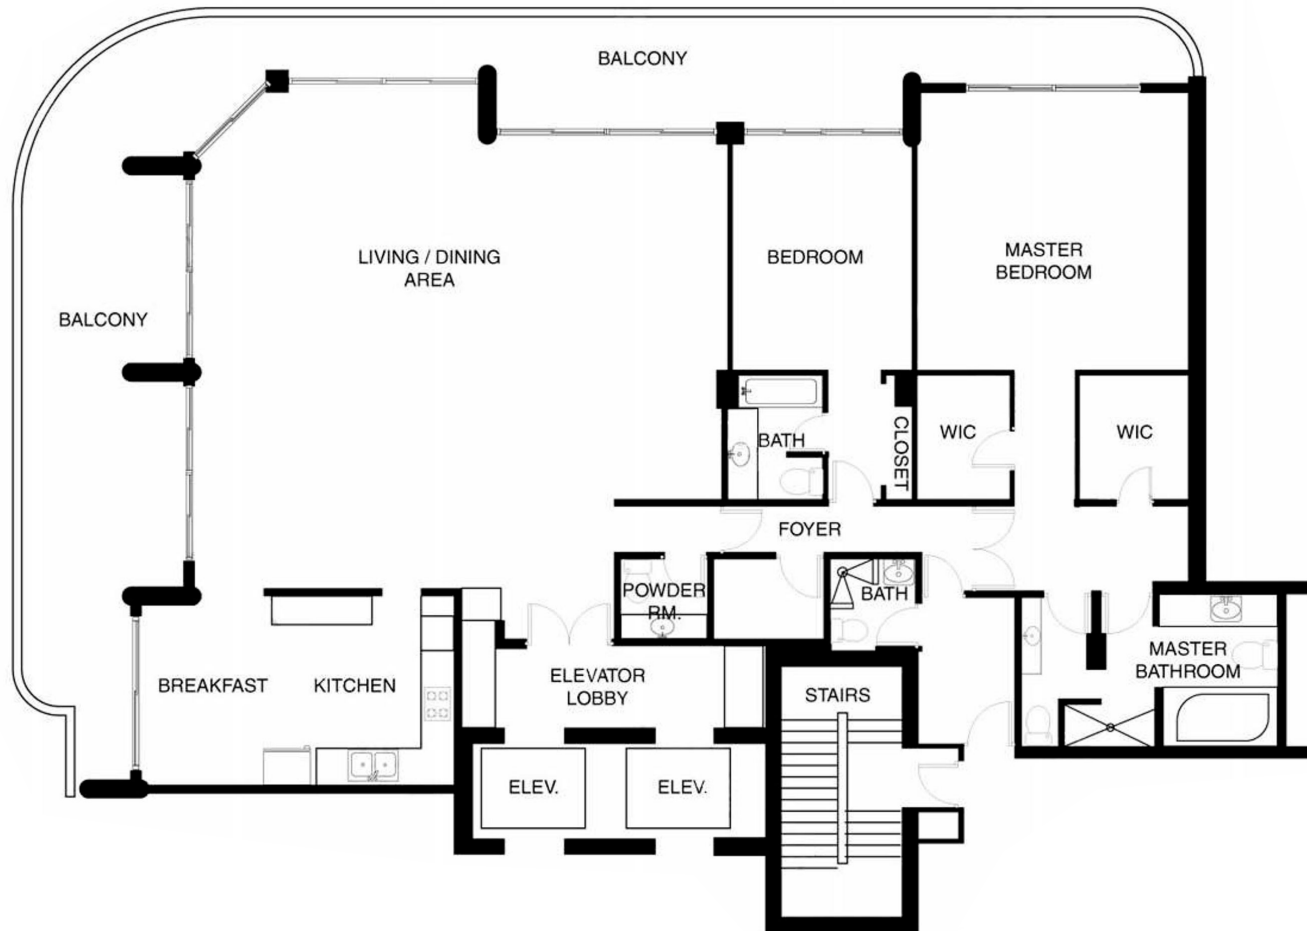 BALCONY
LIVING / DINING
AREA
BEDROOM
MASTER
BEDROOM
BALCONY
BATH
CLOSET
WIC
WIC
FOYER
POWDER
RM.
BATH
MASTER
BATHROOM
BREAKFAST
KITCHEN
ELEVATOR
LOBBY
STAIRS
ELEV.
ELEV.